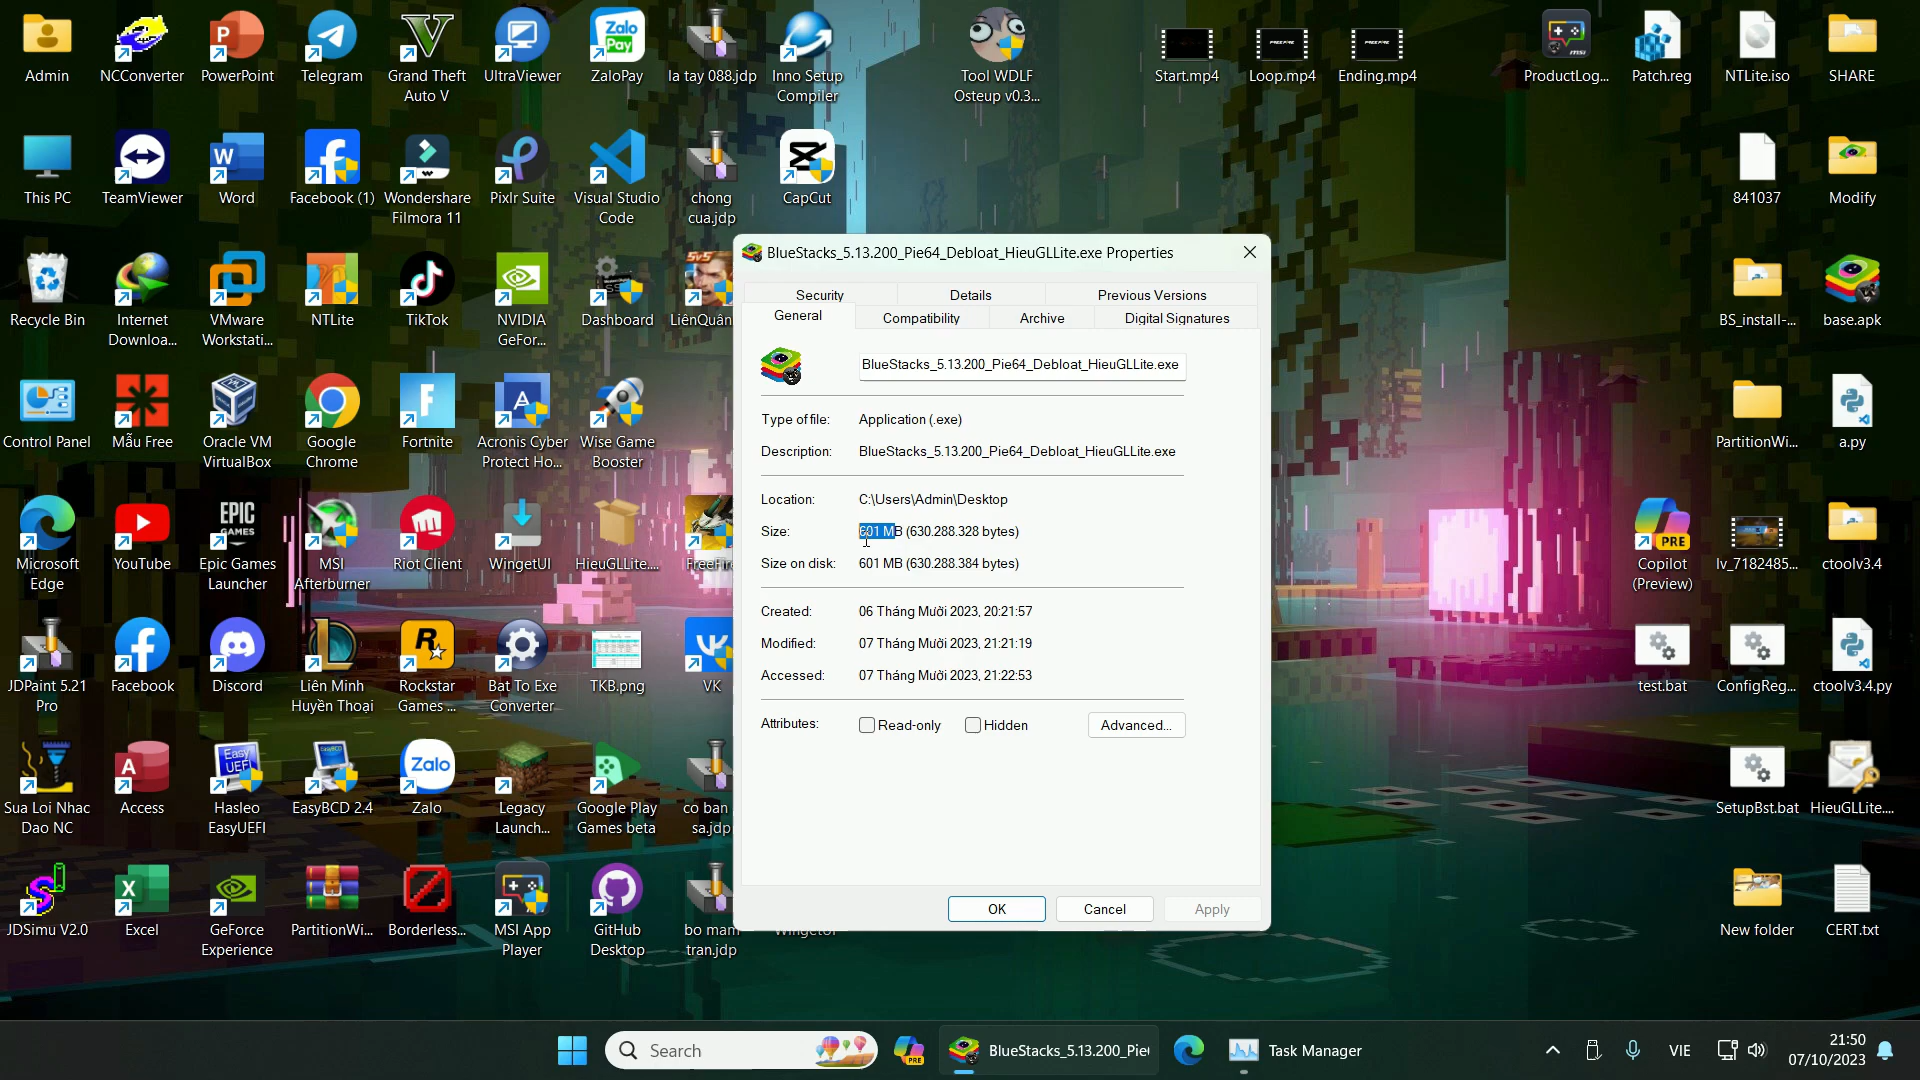 Admin
NCConverter
PowerPoint
Telegram
Grand Theft
Auto V
UltraViewer
Zalo
Pay
ZaloPay
la tay 088.jdp
Inno Setup
Compiler
Tool WDLF
Osteup v0.3...
Start.mp4
Loop.mp4
Ending.mp4
ProductLog...
Patch.reg
NTLite.iso
SHARE
This PC
TeamViewer
Word
Facebook (1)
Wondershare
Filmora 11
Pixlr Suite
Visual Studio
Code
chong
cua.jdp
CapCut
841037
Modify
Recycle Bin
Internet
Downloa...
VMware
Workstati...
NTLite
TikTok
NVIDIA
GeFor...
Dashboard
5v5
LiênQuân
BS_install-...
base.apk
Control Panel
Mẫu Free
Oracle VM
VirtualBox
Google
Chrome
Fortnite
Acronis Cyber
Protect Ho...
Wise Game
Booster
PartitionWi...
a.py
Microsoft
Edge
YouTube
EPIC
GAMES
Epic Games
Launcher
MSI
Afterburner
Riot Client
WingetUI
HieuGLLite....
FreeFire
PRE
Copilot
(Preview)
lv_7182485...
ctoolv3.4
JDPaint 5.21
Pro
Facebook
Discord
Liên Minh
Huyền Thoại
Rockstar
Games ...
Bat To Exe
Converter
TKB.png
VK
test.bat
ConfigReg...
ctoolv3.4.py
Sua Loi Nhac
Dao NC
Access
Easy
UEFI
Hasleo
EasyUEFI
EasyBCD 2.4
Zalo
Zalo
Legacy
Launch...
Google Play
Games beta
co ban
sa.jdp
SetupBst.bat
HieuGLLite....
JDSimu V2.0
Excel
GeForce
Experience
PartitionWi...
Borderless...
MSI App
Player
GitHub
Desktop
bo mam
tran.jdp
New folder
CERT.txt
BlueStacks_5.13.200_Pie64_Debloat_HieuGLLite.exe Properties
Security
Details
Previous Versions
General
Compatibility
Archive
Digital Signatures
BlueStacks_5.13.200_Pie64_Debloat_HieuGLLite.exe
Type of file: Application (.exe)
Description: BlueStacks_5.13.200_Pie64_Debloat_HieuGLLite.exe
Location: C:\Users\Admin\Desktop
Size: 601 MB (630.288.328 bytes)
Size on disk: 601 MB (630.288.384 bytes)
Created: 06 Tháng Mười 2023, 20:21:57
Modified: 07 Tháng Mười 2023, 21:21:19
Accessed: 07 Tháng Mười 2023, 21:22:53
Attributes: Read-only Hidden Advanced...
OK
Cancel
Apply
Search
PRE
BlueStacks_5.13.200_Pie
Task Manager
VIE
21:50
07/10/2023